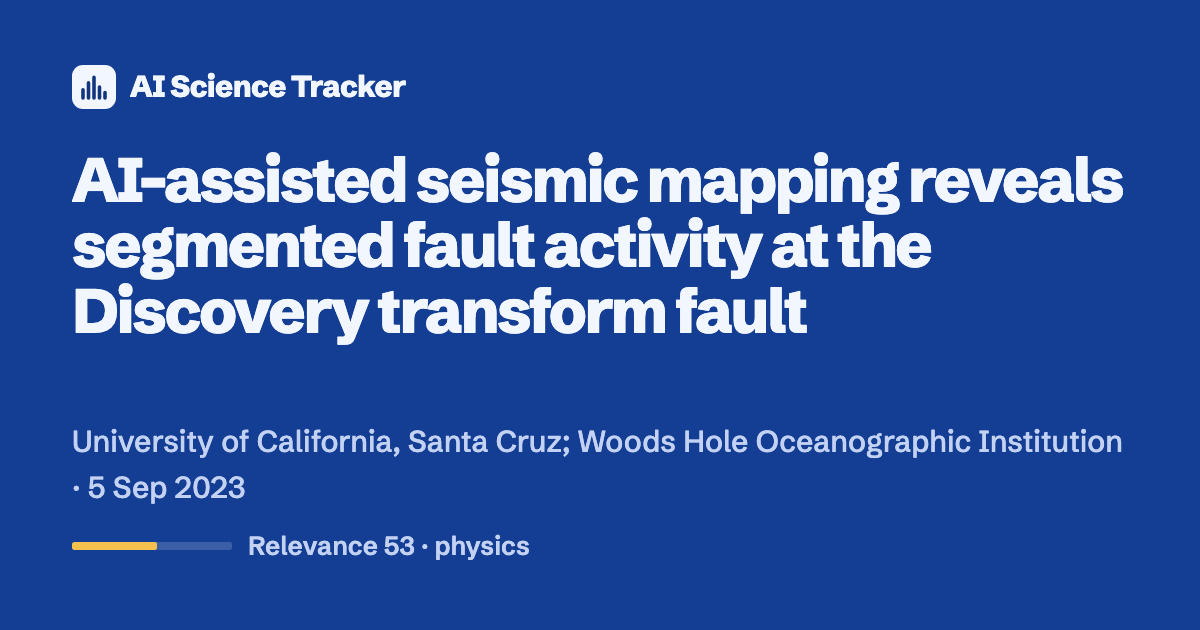 AI Science Tracker
AI-assisted seismic mapping reveals
segmented fault activity at the
Discovery transform fault
University of California, Santa Cruz; Woods Hole Oceanographic Institution
· 5 Sep 2023
Relevance 53 · physics